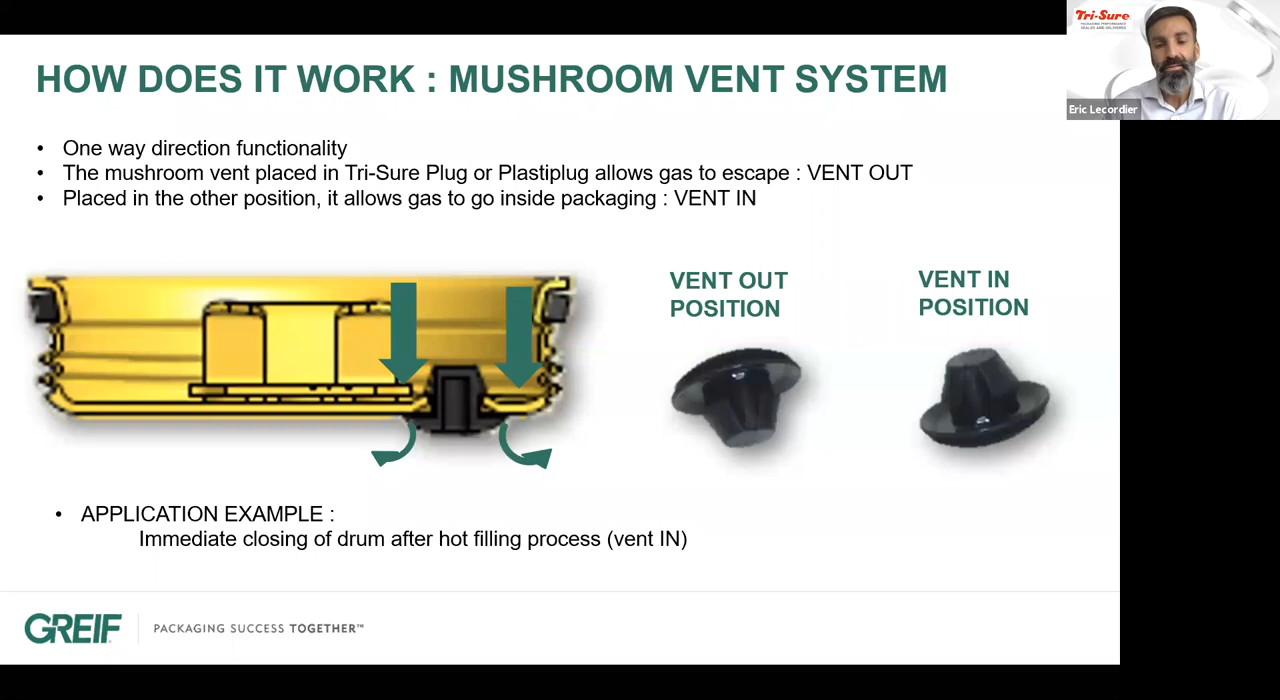 Tri-Sure
HOW DOES IT WORK : MUSHROOM VENT SYSTEM
Eric Lecordier
• One way direction functionality
• The mushroom vent placed in Tri-Sure Plug or Plastiplug allows gas to escape : VENT OUT
• Placed in the other position, it allows gas to go inside packaging : VENT IN
VENT OUT
POSITION
VENT IN
POSITION
• APPLICATION EXAMPLE :
Immediate closing of drum after hot filling process (vent IN)
GREIF
PACKAGING SUCCESS TOGETHER™